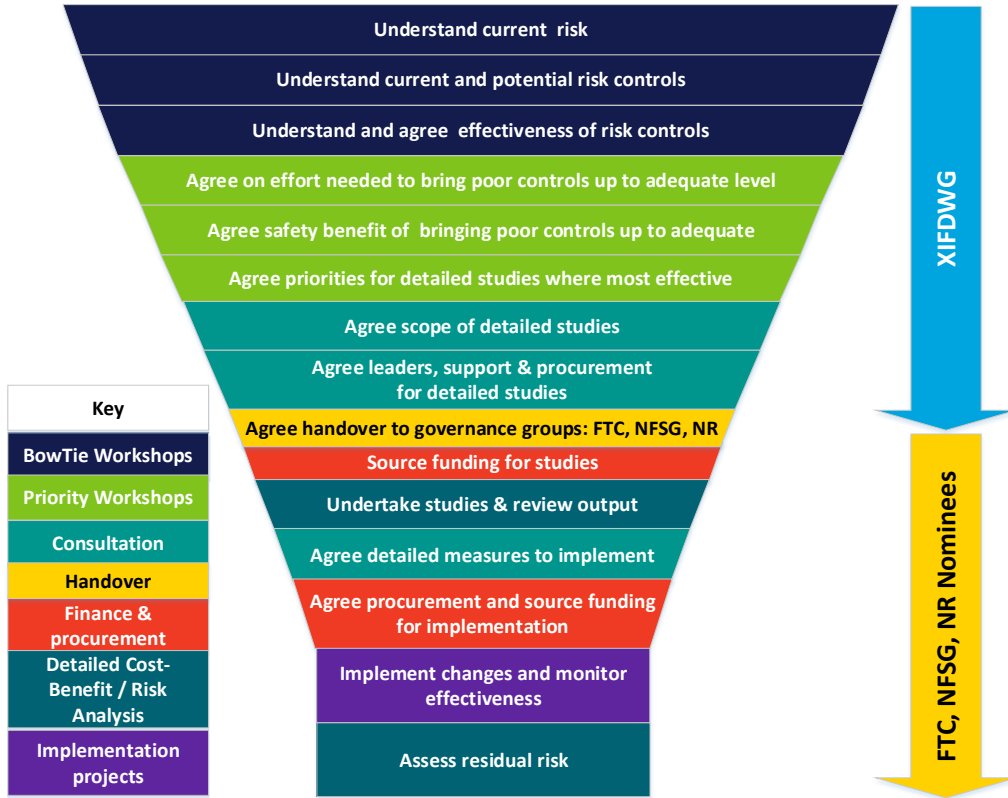 Understand current risk
Understand current and potential risk controls
Understand and agree effectiveness of risk controls
Agree on effort needed to bring poor controls up to adequate level
Agree safety benefit of bringing poor controls up to adequate
Agree priorities for detailed studies where most effective
Agree scope of detailed studies
Agree leaders, support & procurement
for detailed studies
Agree handover to governance groups: FTC, NFSG, NR
Source funding for studies
Undertake studies & review output
Agree detailed measures to implement
Agree procurement and source funding
for implementation
Implement changes and monitor
effectiveness
Assess residual risk
Key
BowTie Workshops
Priority Workshops
Consultation
Handover
Finance &
procurement
Detailed Cost-
Benefit / Risk
Analysis
Implementation
projects
XIFDWG
FTC, NFSG, NR Nominees